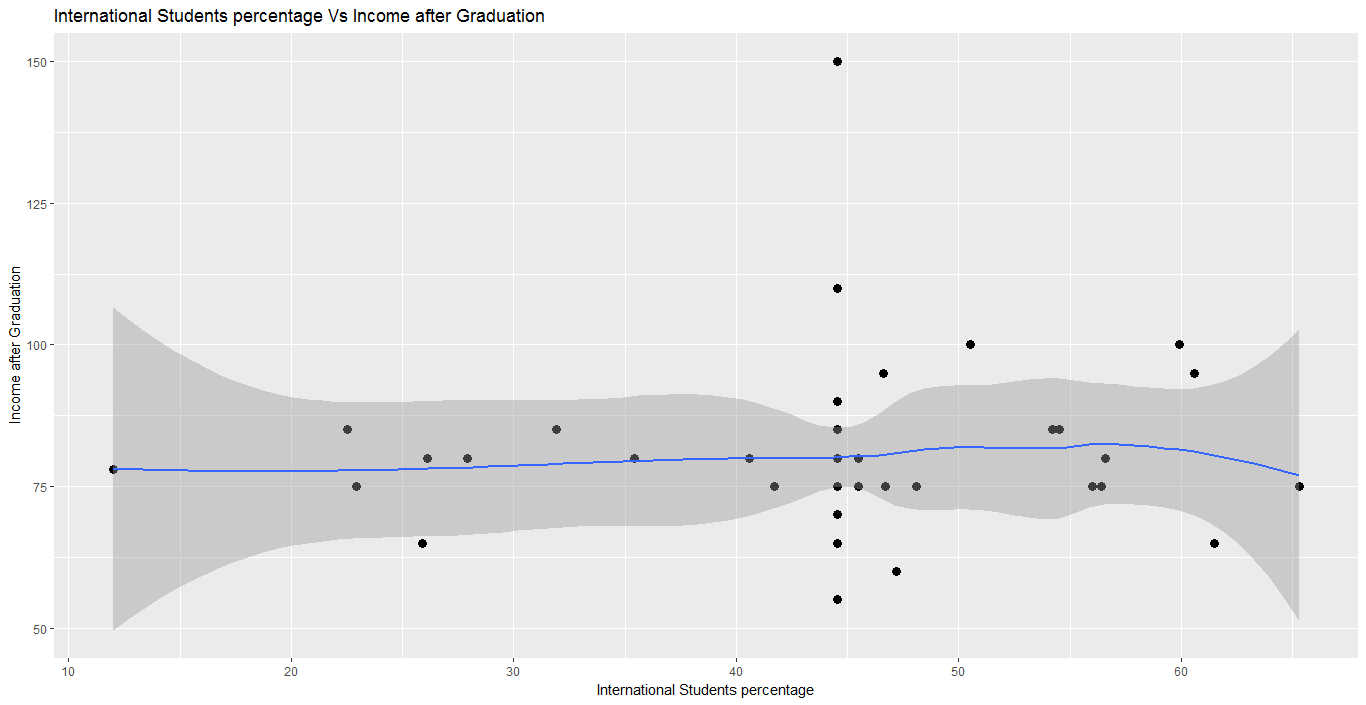 International Students percentage Vs Income after Graduation
150
125
100
75
50
Income after Graduation
10 20 30 40 50 60
International Students percentage